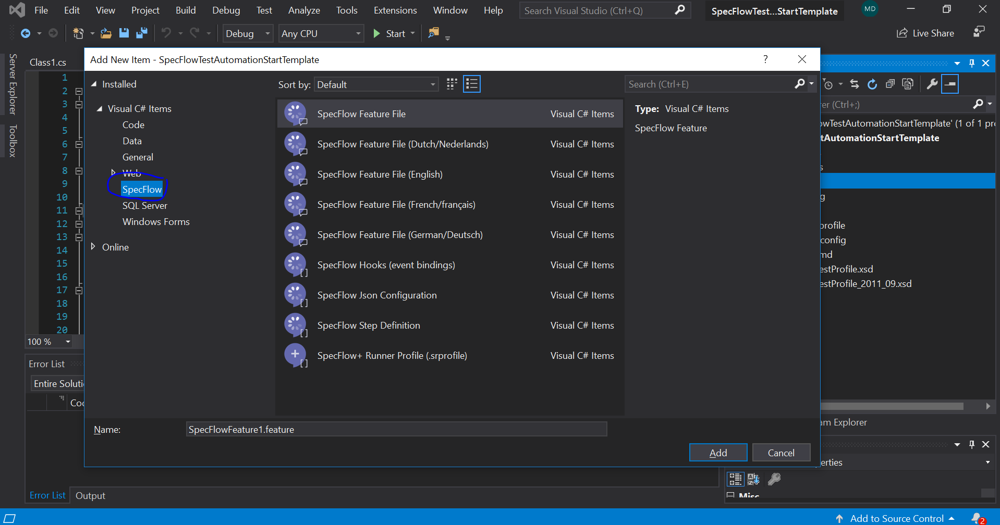 File Edit View Project Build Debug Test Analyze Tools Extensions Window Help Search Visual Studio (Ctrl+Q) SpecFlowTest...StartTemplate MD
Debug Any CPU Start Live Share
Server Explorer
Toolbox
Class1.cs
1
2
3
4
5
6
7
8
9
10
11
12
13
14
15
16
17
18
19
20
100 %
Add New Item - SpecFlowTestAutomationStartTemplate ?
Installed
Visual C# Items
Code
Data
General
Web
SpecFlow
SQL Server
Windows Forms
Online
Sort by: Default
Search (Ctrl+E)
SpecFlow Feature File Visual C# Items
SpecFlow Feature File (Dutch/Nederlands) Visual C# Items
SpecFlow Feature File (English) Visual C# Items
SpecFlow Feature File (French/français) Visual C# Items
SpecFlow Feature File (German/Deutsch) Visual C# Items
SpecFlow Hooks (event bindings) Visual C# Items
SpecFlow Json Configuration Visual C# Items
SpecFlow Step Definition Visual C# Items
SpecFlow+ Runner Profile (.srprofile) Visual C# Items
Type: Visual C# Items
SpecFlow Feature
Name: SpecFlowFeature1.feature
Add Cancel
rer (Ctrl+;)
owTestAutomationStartTemplate' (1 of 1 pr
tAutomationStartTemplate
s
g
profile
config
md
estProfile.xsd
estProfile_2011_09.xsd
am Explorer
perties
Misc
Error List
Entire Soluti
Coc
Error List Output
Add to Source Control 2